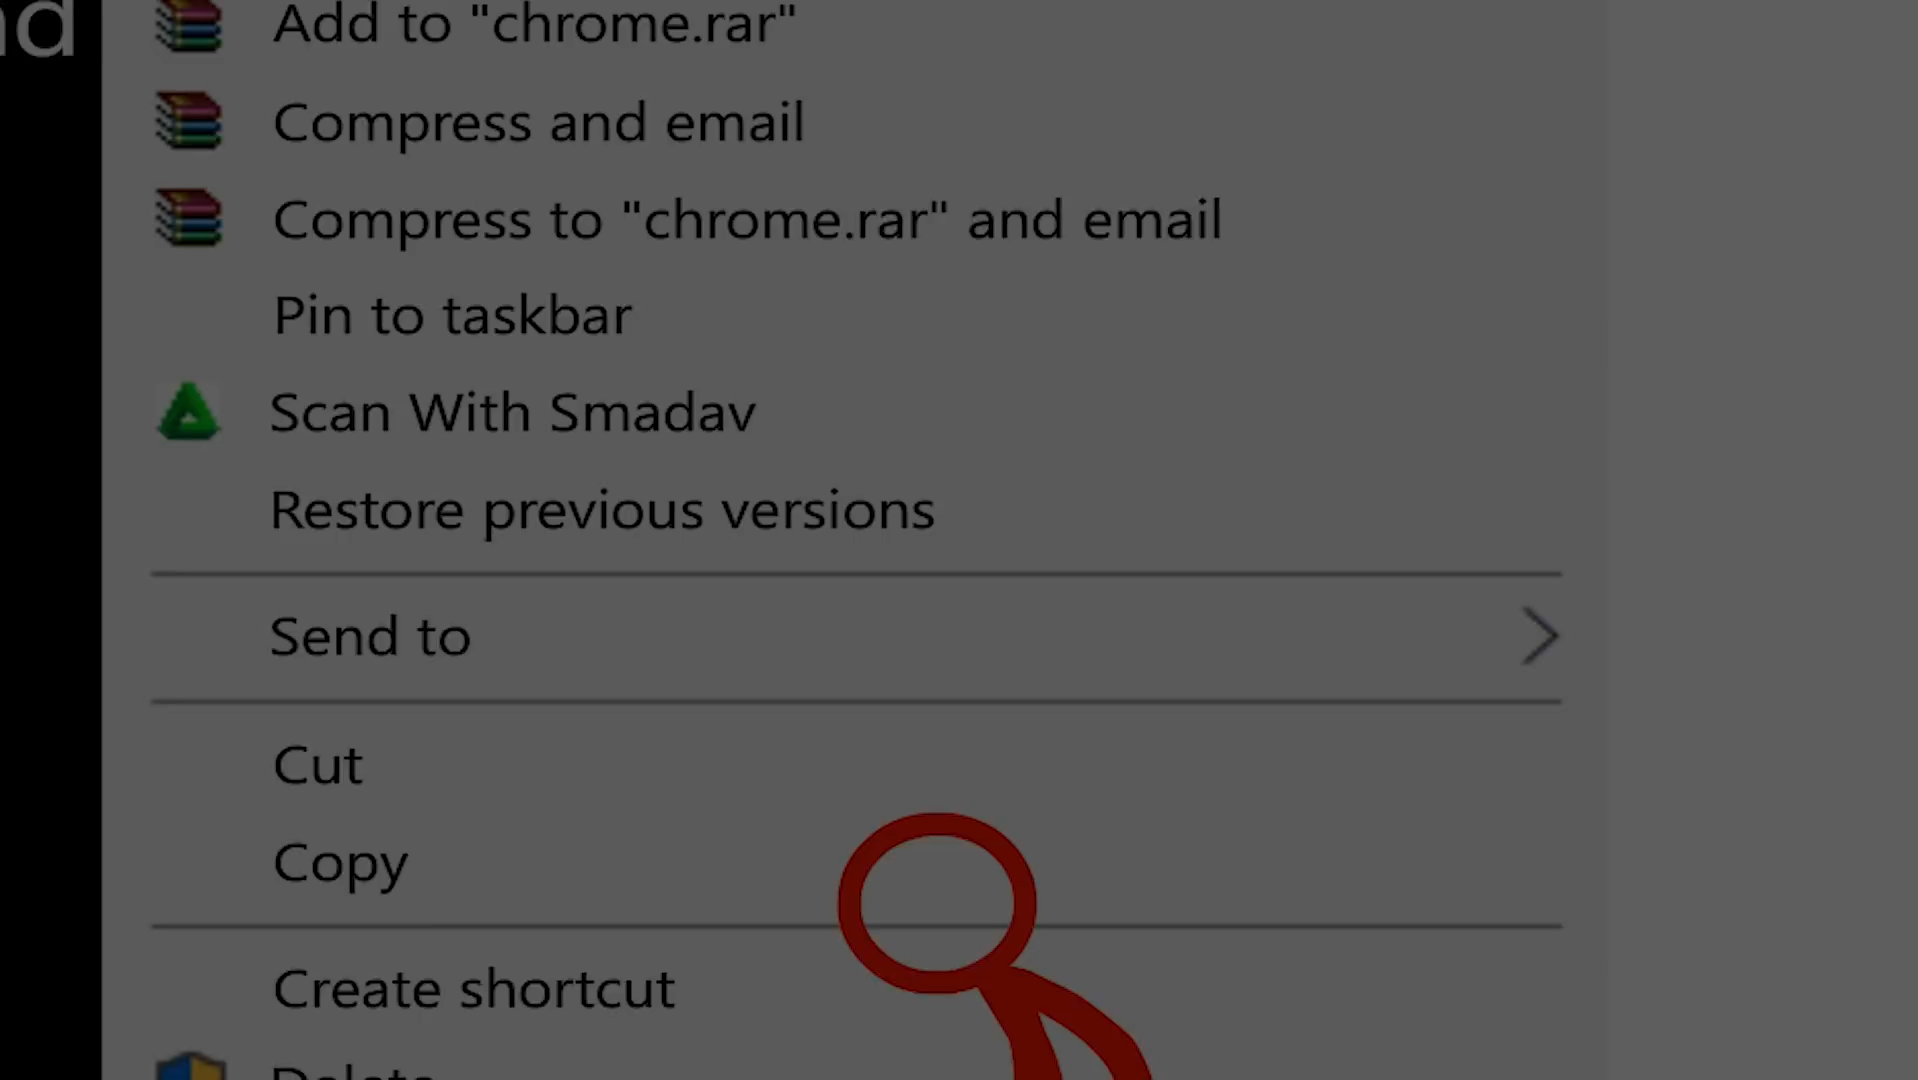 Add to "chrome.rar"
Compress and email
Compress to "chrome.rar" and email
Pin to taskbar
Scan With Smadav
Restore previous versions
Send to
Cut
Copy
Create shortcut
Delete